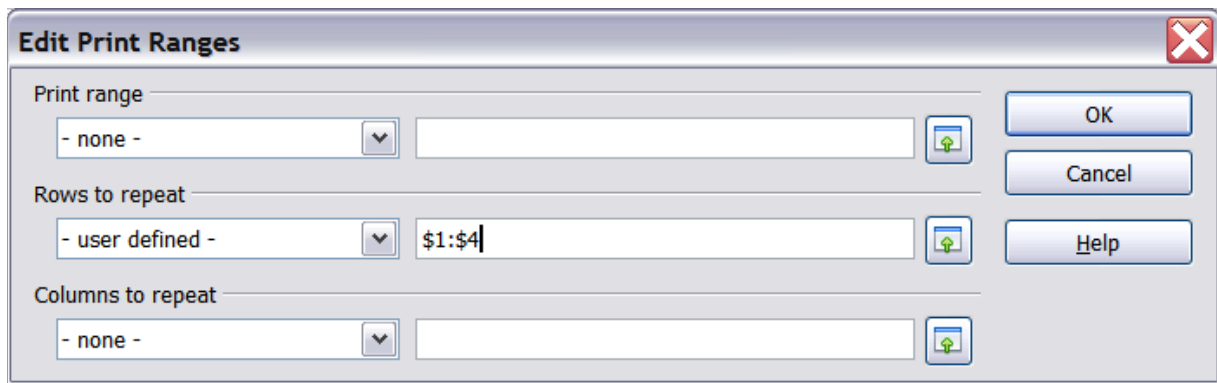 Edit Print Ranges
Print range
- none -
OK
Cancel
Rows to repeat
- user defined - $1:$4
Help
Columns to repeat
- none -